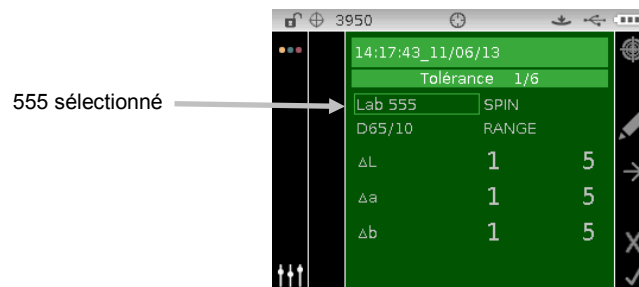 3950
14:17:43_11/06/13
Tolérance 1/6
555 sélectionné
Lab 555 SPIN
D65/10 RANGE
ΔL 1 5
Δa 1 5
Δb 1 5